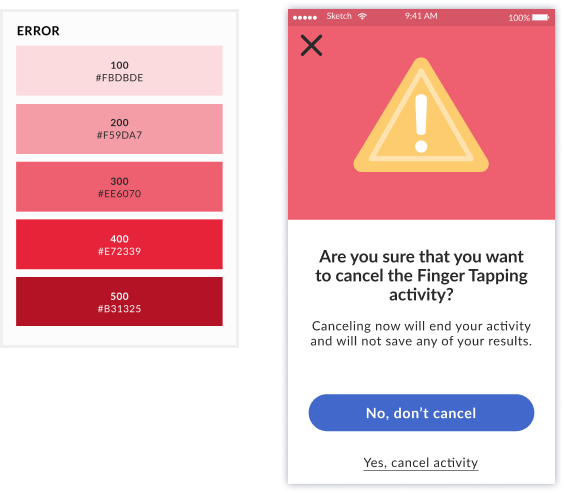 ERROR
100
#FBDBDE
200
#F59DA7
300
#EE6070
400
#E72339
500
#B31325
Sketch 9:41 AM 100%
Are you sure that you want
to cancel the Finger Tapping
activity?
Canceling now will end your activity
and will not save any of your results.
No, don't cancel
Yes, cancel activity